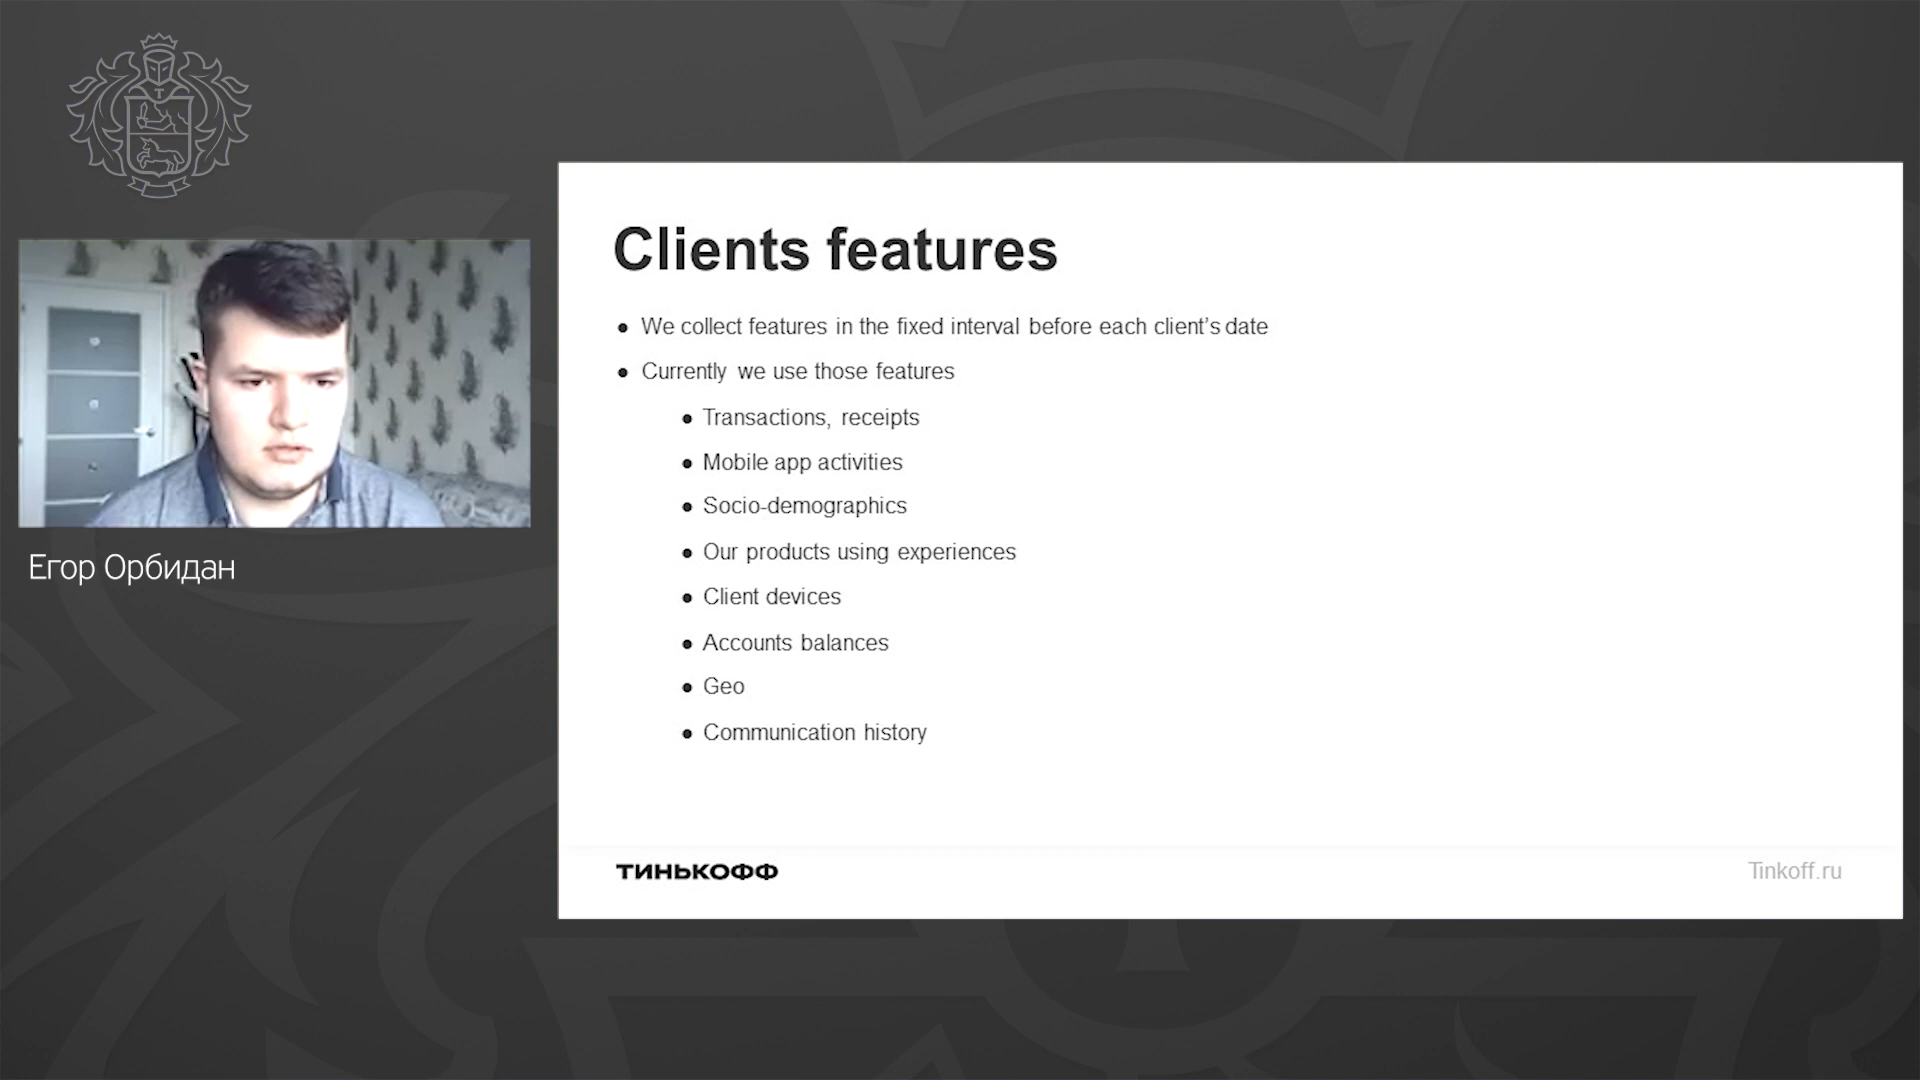 Егор Орбидан
Clients features
● We collect features in the fixed interval before each client’s date
● Currently we use those features
● Transactions, receipts
● Mobile app activities
● Socio-demographics
● Our products using experiences
● Client devices
● Accounts balances
● Geo
● Communication history
ТИНЬКОФФ
Tinkoff.ru